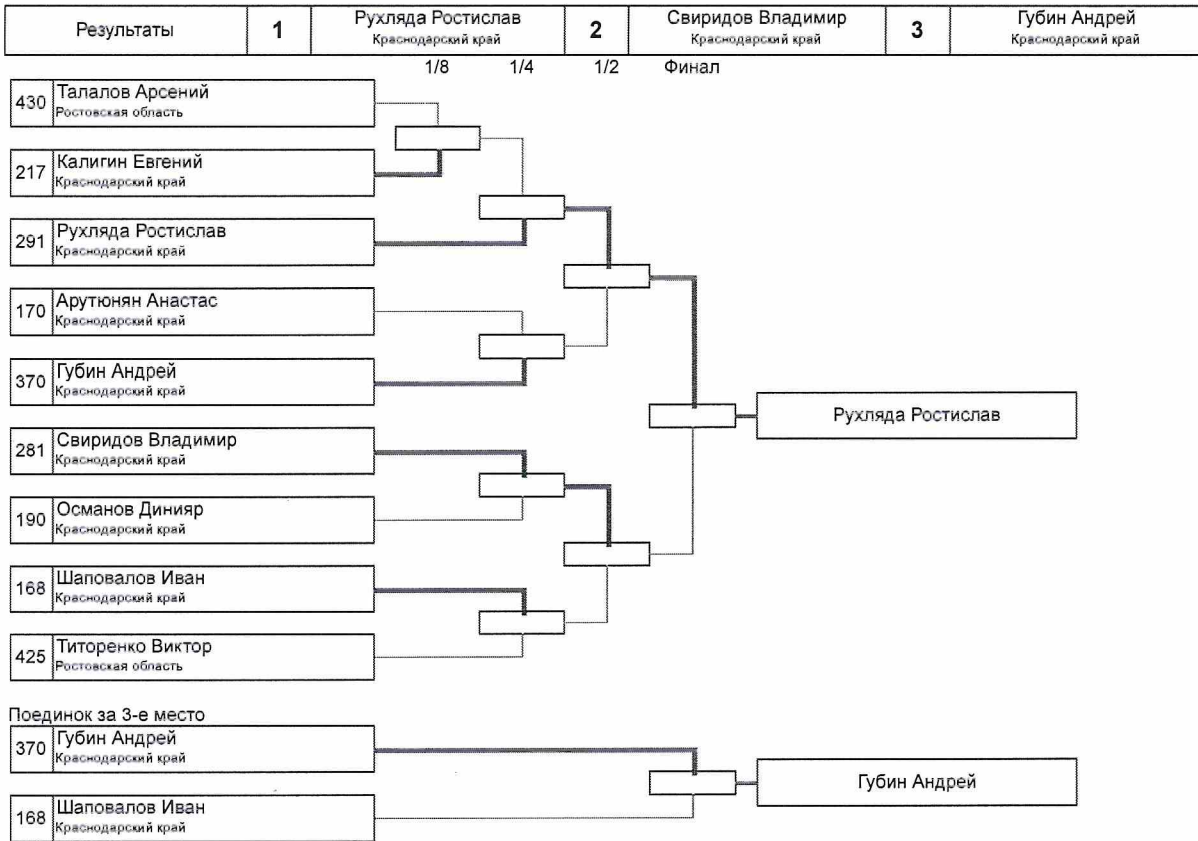 Результаты 1 Рухляда Ростислав 2 Свиридов Владимир 3 Губин Андрей
Краснодарский край Краснодарский край Краснодарский край
1/8 1/4 1/2 Финал
430 Талалов Арсений
Ростовская область
217 Калигин Евгений
Краснодарский край
291 Рухляда Ростислав
Краснодарский край
170 Арутюнян Анастас
Краснодарский край
370 Губин Андрей
Краснодарский край
Рухляда Ростислав
281 Свиридов Владимир
Краснодарский край
190 Османов Динияр
Краснодарский край
168 Шаповалов Иван
Краснодарский край
425 Титоренко Виктор
Ростовская область
Поединок за 3-е место
370 Губин Андрей
Краснодарский край
Губин Андрей
168 Шаповалов Иван
Краснодарский край